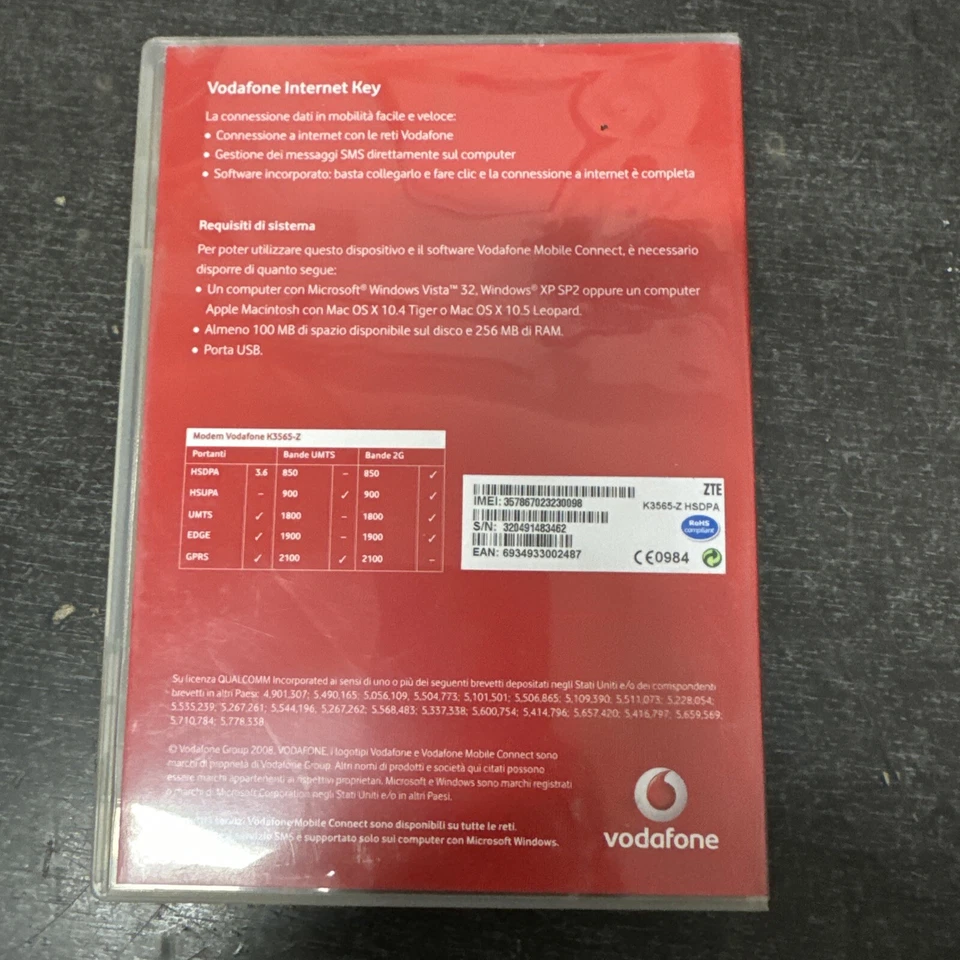 Vodafone Internet Key
La connessione dati in mobilità facile e veloce:
• Connessione a internet con le reti Vodafone
• Gestione dei messaggi SMS direttamente sul computer
• Software incorporato: basta collegarlo e fare clic e la connessione a internet è completa
Requisiti di sistema
Per poter utilizzare questo dispositivo e il software Vodafone Mobile Connect, è necessario
disporre di quanto segue:
• Un computer con Microsoft® Windows Vista™ 32, Windows® XP SP2 oppure un computer
Apple Macintosh con Mac OS X 10.4 Tiger o Mac OS X 10.5 Leopard.
• Almeno 100 MB di spazio disponibile sul disco e 256 MB di RAM.
• Porta USB.
Modem Vodafone K3565-Z
Portanti Bande UMTS Bande 2G
HSDPA 3.6 850 – 850 ✓
HSUPA – 900 ✓ 900 ✓
UMTS ✓ 1800 – 1800 ✓
EDGE ✓ 1900 – 1900 ✓
GPRS ✓ 2100 ✓ 2100 –
ZTE
IMEI: 357867023230098
K3565-Z HSDPA
S/N: 320491483462
RoHS
compliant
EAN: 6934933002487
CE0984
Su licenza QUALCOMM Incorporated ai sensi di uno o più dei seguenti brevetti depositati negli Stati Uniti e/o dei corrispondenti
brevetti in altri Paesi: 4,901,307; 5,490,165; 5,056,109; 5,504,773; 5,101,501; 5,506,865; 5,109,390; 5,511,073; 5,228,054;
5,535,239; 5,267,261; 5,544,196; 5,267,262; 5,568,483; 5,337,338; 5,600,754; 5,414,796; 5,657,420; 5,416,797; 5,659,569;
5,710,784; 5,778,338
© Vodafone Group 2008. VODAFONE, i logotipi Vodafone e Vodafone Mobile Connect sono
marchi di proprietà di Vodafone Group. Altri nomi di prodotti e società qui citati possono
essere marchi appartenenti ai rispettivi proprietari. Microsoft e Windows sono marchi registrati
o marchi di Microsoft Corporation negli Stati Uniti e/o in altri Paesi.
Vodafone Mobile Connect sono disponibili su tutte le reti.
servizio SMS è supportato solo sui computer con Microsoft Windows.
vodafone